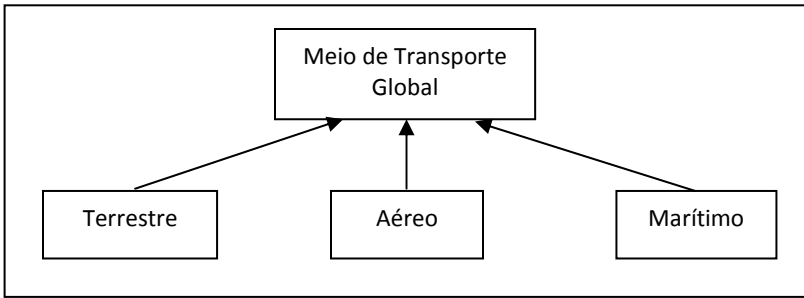 Meio de Transporte
Global
Terrestre
Aéreo
Marítimo